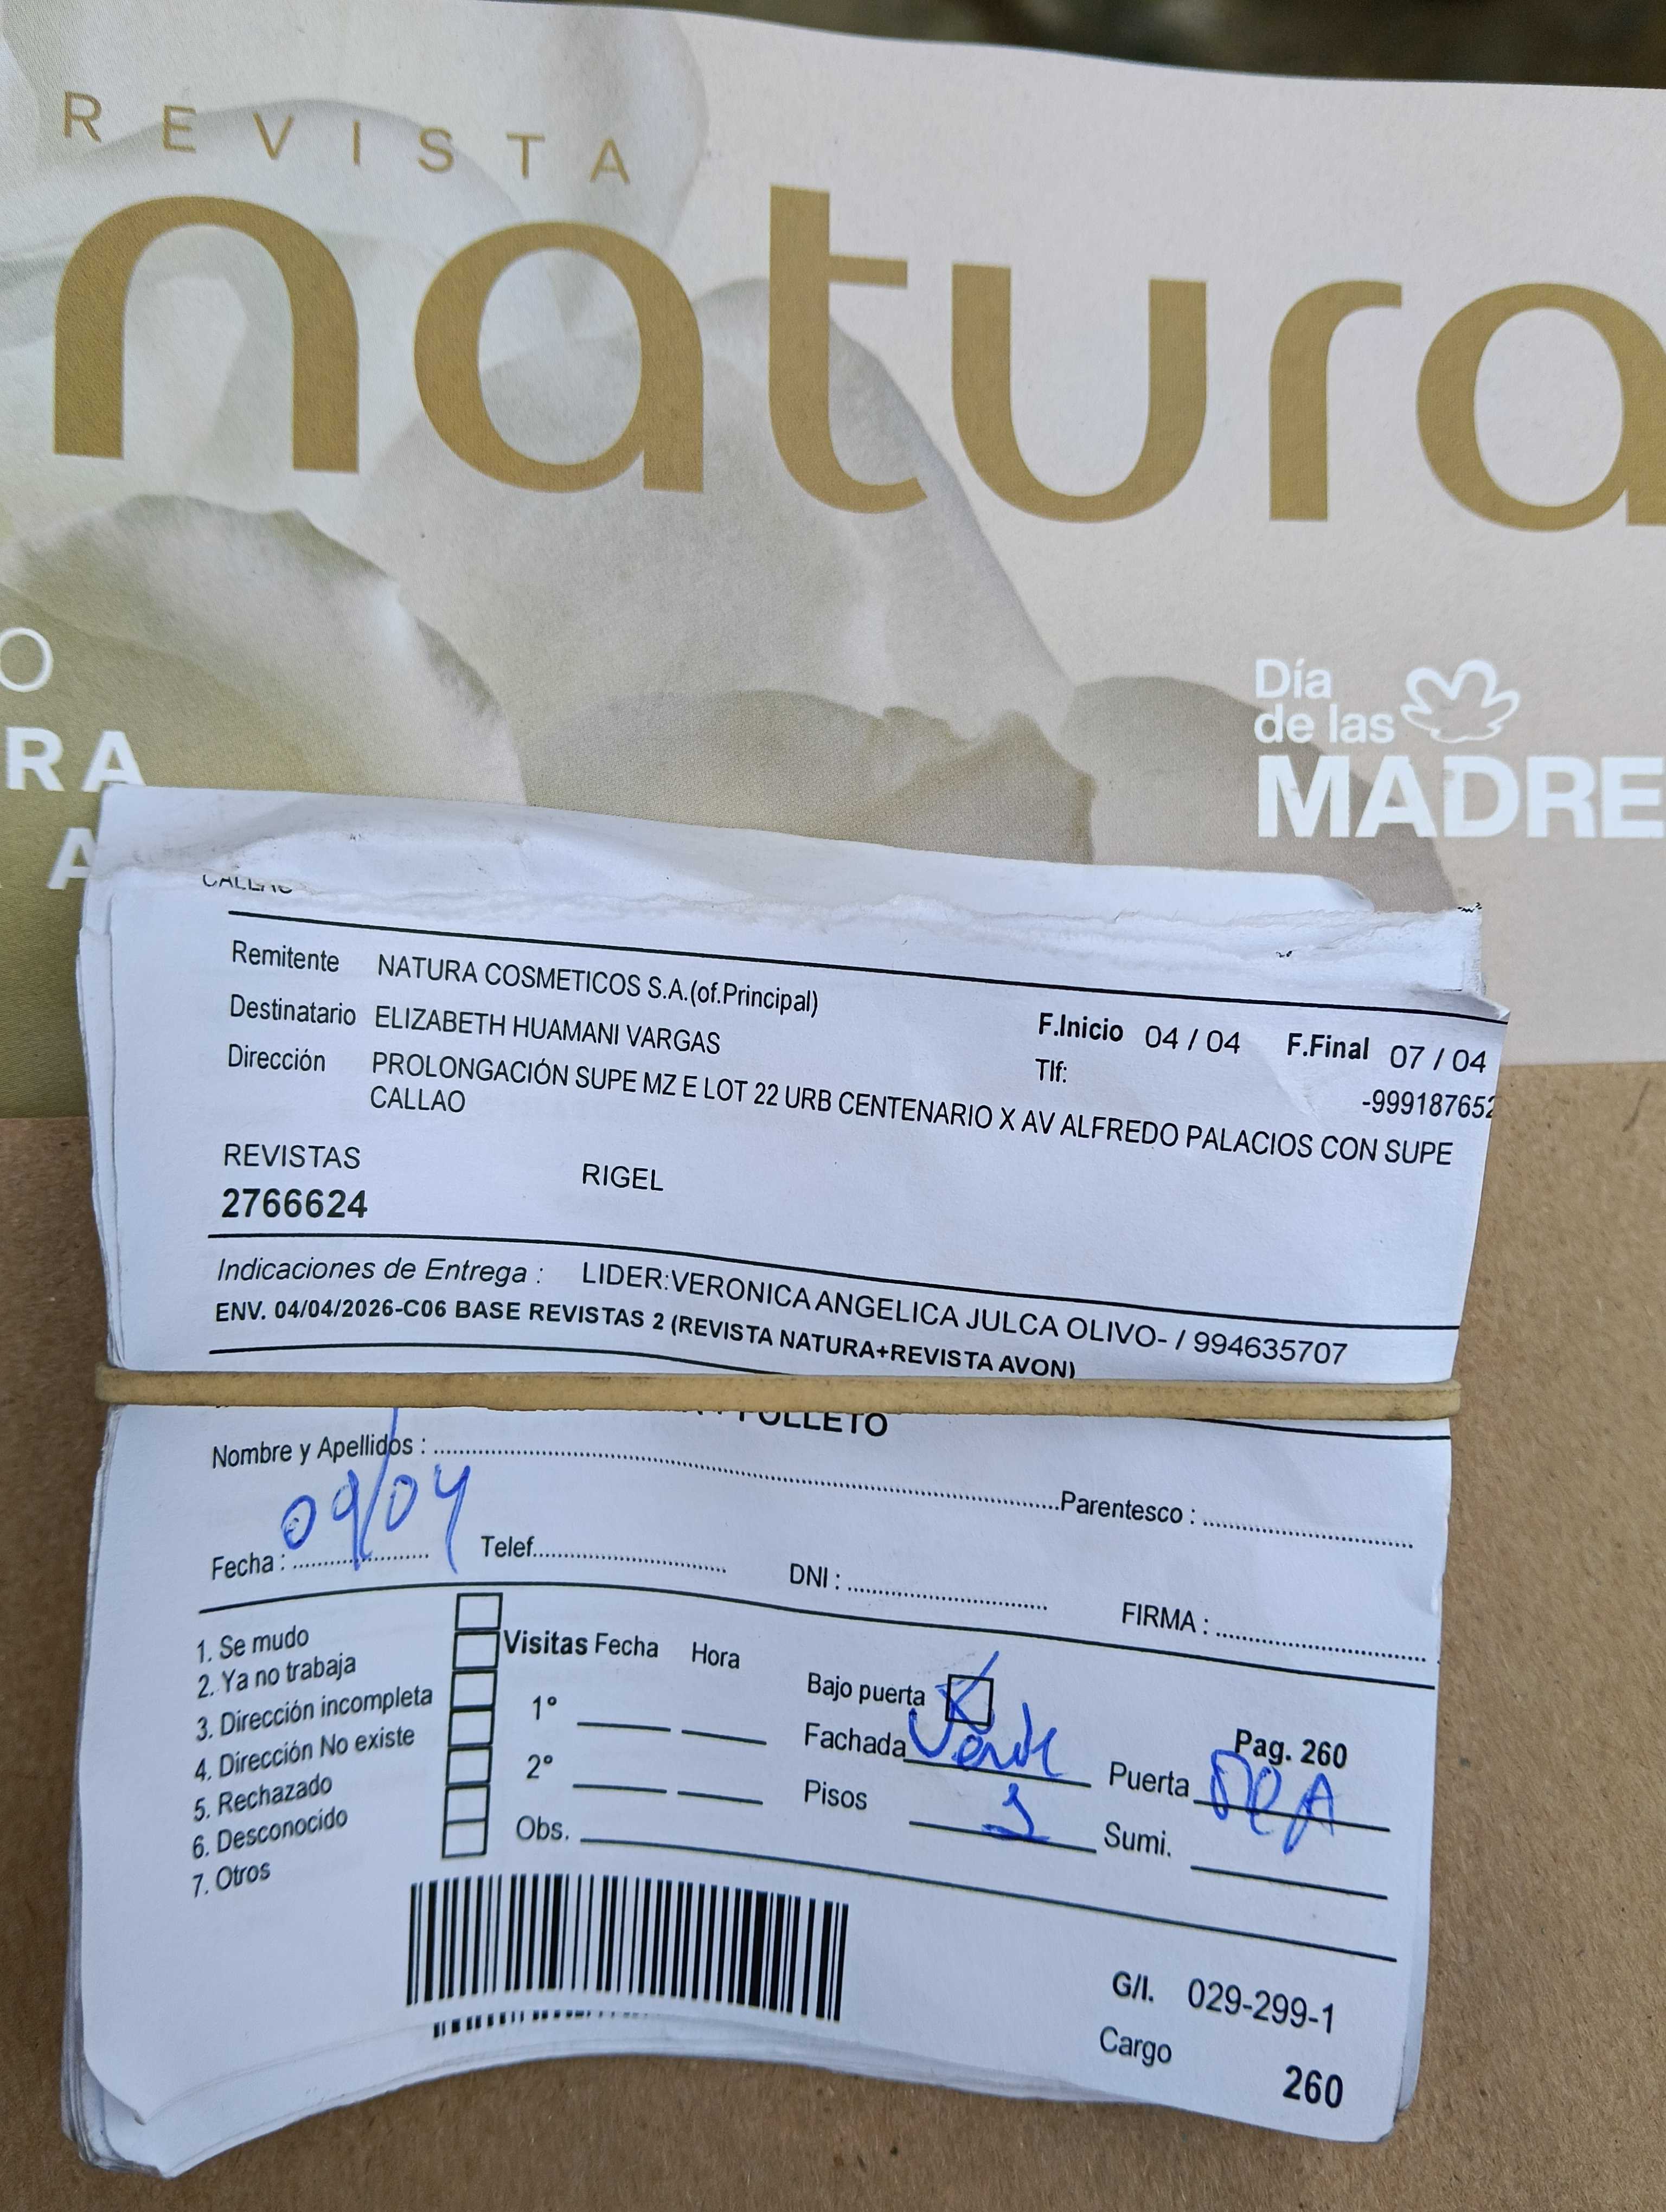 REVISTA
natura
O
RA
A
Día
de las
MADRE
CALLAO
Remitente NATURA COSMETICOS S.A.(of.Principal)
F.Inicio 04 / 04 F.Final 07 / 04
Destinatario ELIZABETH HUAMANI VARGAS
Tlf: -999187652
Dirección PROLONGACIÓN SUPE MZ E LOT 22 URB CENTENARIO X AV ALFREDO PALACIOS CON SUPE
CALLAO
REVISTAS RIGEL
2766624
Indicaciones de Entrega : LIDER:VERONICA ANGELICA JULCA OLIVO- / 994635707
ENV. 04/04/2026-C06 BASE REVISTAS 2 (REVISTA NATURA+REVISTA AVON)
FOLLETO
Nombre y Apellidos : Parentesco :
Fecha : 09/04 Telef. DNI : FIRMA :
1. Se mudo
2. Ya no trabaja
3. Dirección incompleta
4. Dirección No existe
5. Rechazado
6. Desconocido
7. Otros
Visitas Fecha Hora
1°
2°
Obs.
Bajo puerta X
Pag. 260
Fachada Verde Puerta
Pisos 1 Sumi.
G/I. 029-299-1
Cargo 260